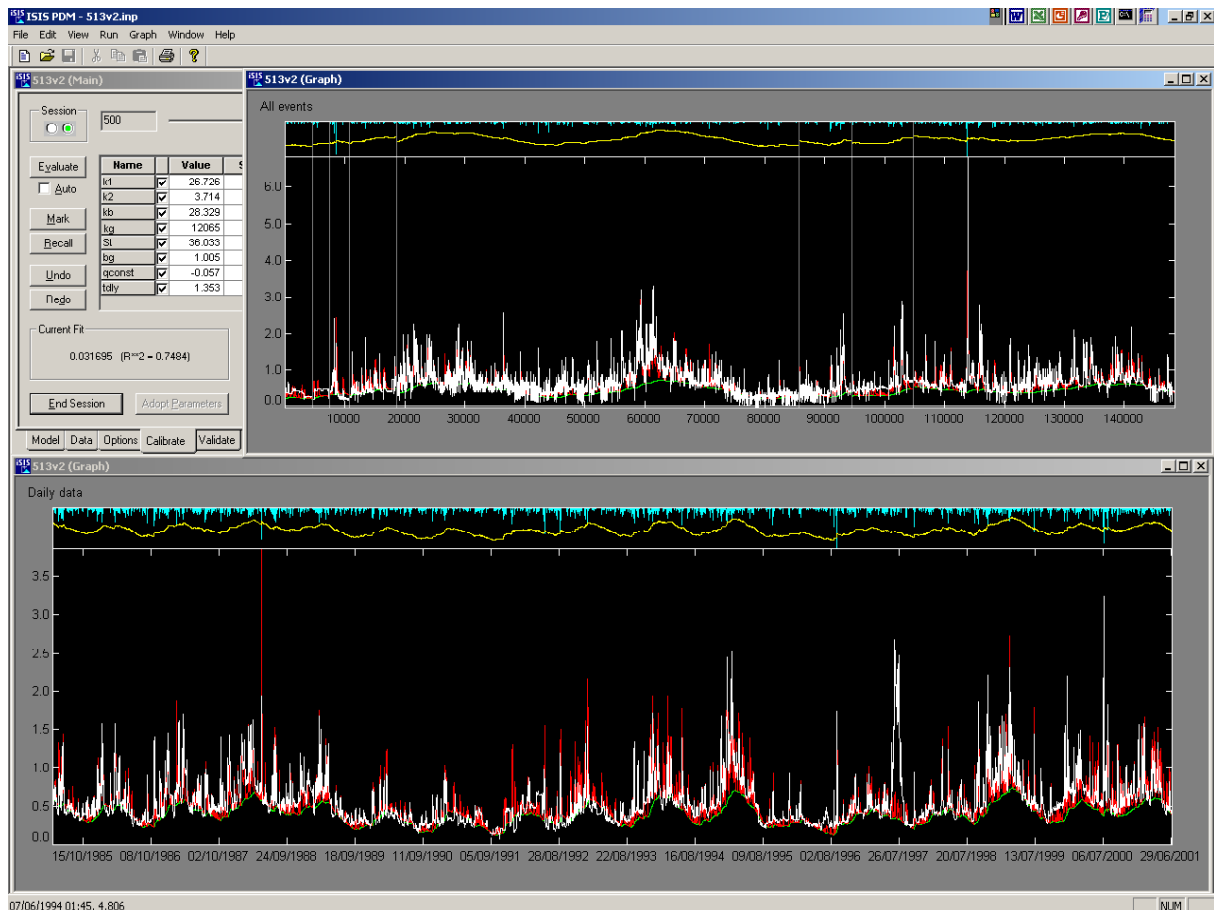 ISIS PDM - 513v2.inp
File Edit View Run Graph Window Help
513v2 (Main)
Session
500
Evaluate
Auto
Mark
Recall
Undo
Redo
Name Value S
k1 26.726
k2 3.714
kb 28.329
kg 12065
St 36.033
bg 1.005
qconst -0.057
tdly 1.353
Current Fit
0.031695 (R**2 = 0.7484)
End Session Adopt Parameters
Model Data Options Calibrate Validate
513v2 (Graph)
All events
6.0
5.0
4.0
3.0
2.0
1.0
0.0
10000 20000 30000 40000 50000 60000 70000 80000 90000 100000 110000 120000 130000 140000
513v2 (Graph)
Daily data
3.5
3.0
2.5
2.0
1.5
1.0
0.5
0.0
15/10/1985 08/10/1986 02/10/1987 24/09/1988 18/09/1989 11/09/1990 05/09/1991 28/08/1992 22/08/1993 16/08/1994 09/08/1995 02/08/1996 26/07/1997 20/07/1998 13/07/1999 06/07/2000 29/06/2001
07/06/1994 01:45, 4.806
NUM